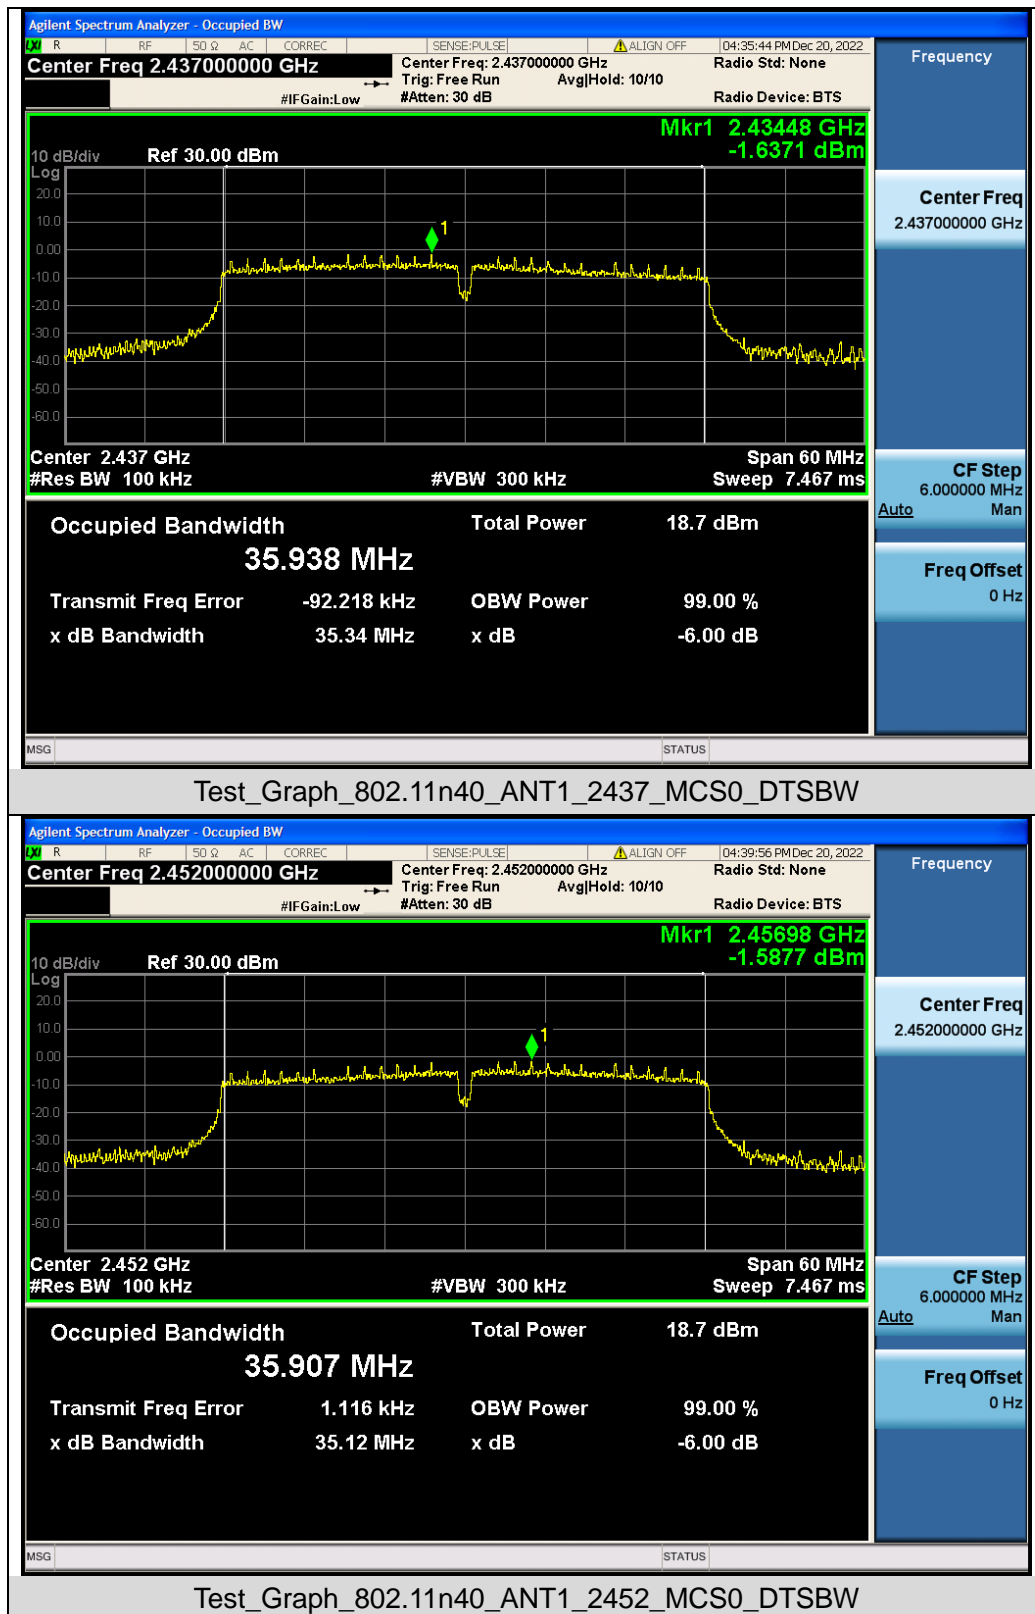 Agilent Spectrum Analyzer - Occupied BW
LXI R RF 50 Ω AC CORREC SENSE:PULSE ALIGN OFF 04:35:44 PM Dec 20, 2022
Center Freq 2.437000000 GHz
Center Freq: 2.437000000 GHz
Radio Std: None
Trig: Free Run Avg|Hold: 10/10
#IFGain:Low #Atten: 30 dB Radio Device: BTS
Frequency
Mkr1 2.43448 GHz
-1.6371 dBm
10 dB/div Ref 30.00 dBm
Log
20.0
10.0
0.00
-10.0
-20.0
-30.0
-40.0
-50.0
-60.0
1
Center 2.437 GHz Span 60 MHz
#Res BW 100 kHz #VBW 300 kHz Sweep 7.467 ms
Center Freq
2.437000000 GHz
CF Step
6.000000 MHz
Auto Man
Freq Offset
0 Hz
Occupied Bandwidth Total Power 18.7 dBm
35.938 MHz
Transmit Freq Error -92.218 kHz OBW Power 99.00 %
x dB Bandwidth 35.34 MHz x dB -6.00 dB
MSG STATUS
Test_Graph_802.11n40_ANT1_2437_MCS0_DTSBW
Agilent Spectrum Analyzer - Occupied BW
LXI R RF 50 Ω AC CORREC SENSE:PULSE ALIGN OFF 04:39:56 PM Dec 20, 2022
Center Freq 2.452000000 GHz
Center Freq: 2.452000000 GHz
Radio Std: None
Trig: Free Run Avg|Hold: 10/10
#IFGain:Low #Atten: 30 dB Radio Device: BTS
Frequency
Mkr1 2.45698 GHz
-1.5877 dBm
10 dB/div Ref 30.00 dBm
Log
20.0
10.0
0.00
-10.0
-20.0
-30.0
-40.0
-50.0
-60.0
1
Center 2.452 GHz Span 60 MHz
#Res BW 100 kHz #VBW 300 kHz Sweep 7.467 ms
Center Freq
2.452000000 GHz
CF Step
6.000000 MHz
Auto Man
Freq Offset
0 Hz
Occupied Bandwidth Total Power 18.7 dBm
35.907 MHz
Transmit Freq Error 1.116 kHz OBW Power 99.00 %
x dB Bandwidth 35.12 MHz x dB -6.00 dB
MSG STATUS
Test_Graph_802.11n40_ANT1_2452_MCS0_DTSBW